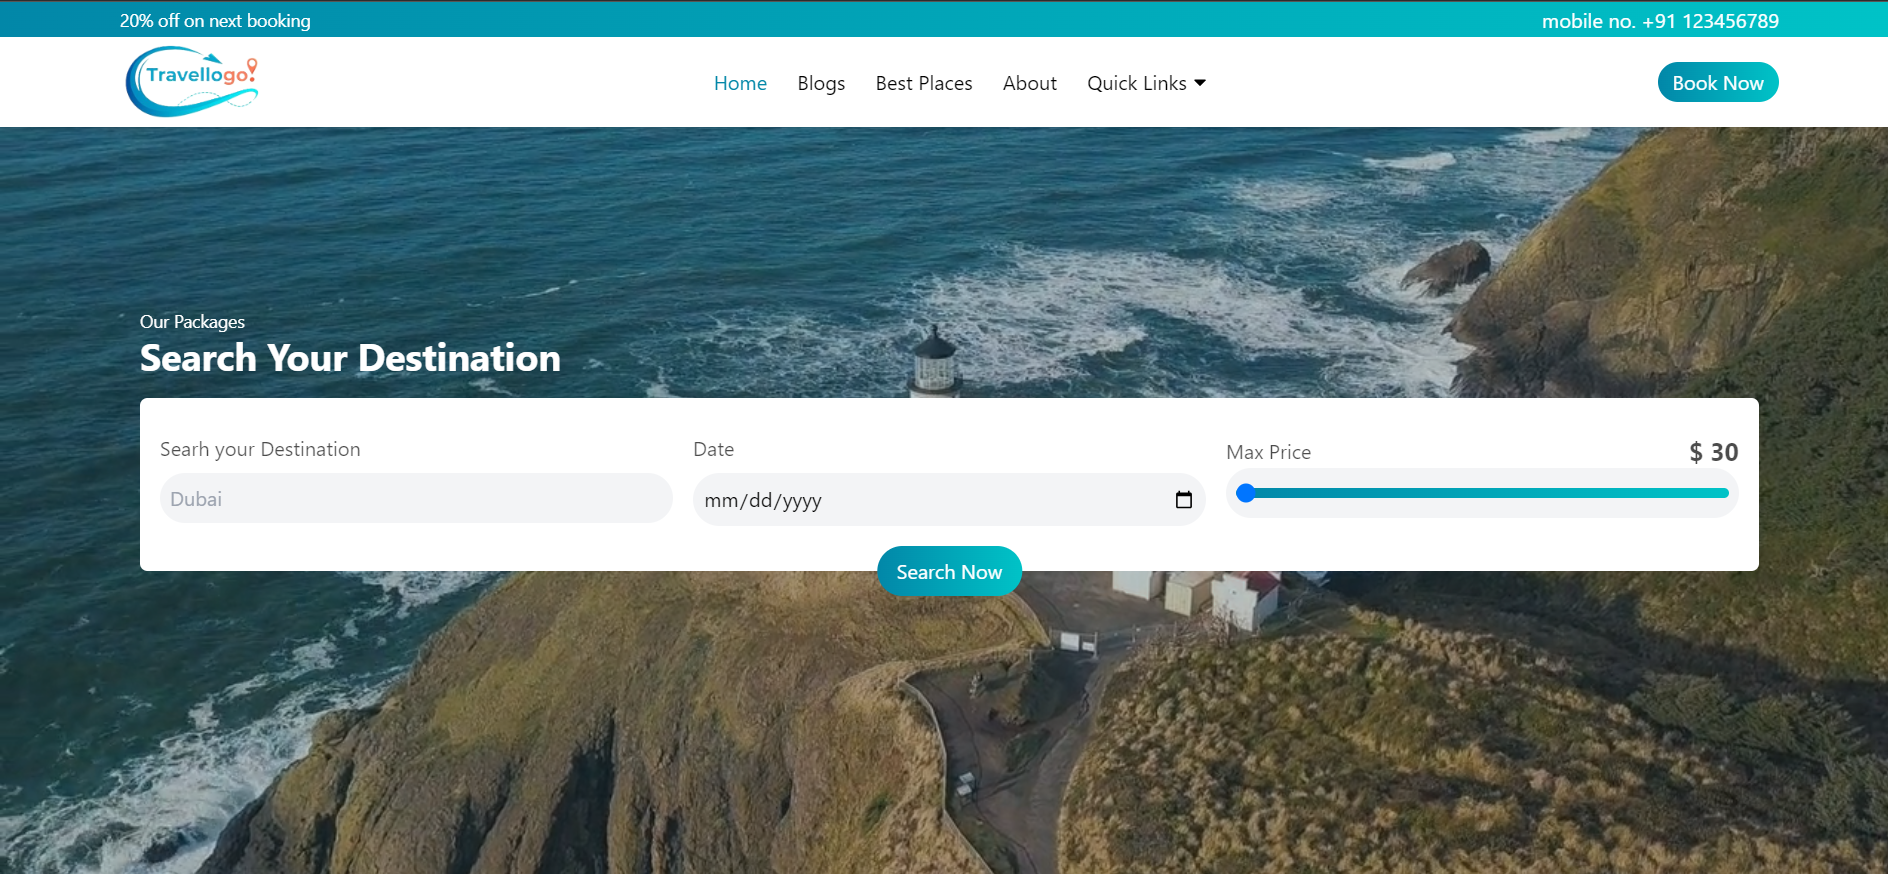 20% off on next booking
mobile no. +91 123456789
Travellogo!
Home
Blogs
Best Places
About
Quick Links
Book Now
Our Packages
Search Your Destination
Searh your Destination
Date
Max Price
$ 30
Dubai
mm/dd/yyyy
Search Now